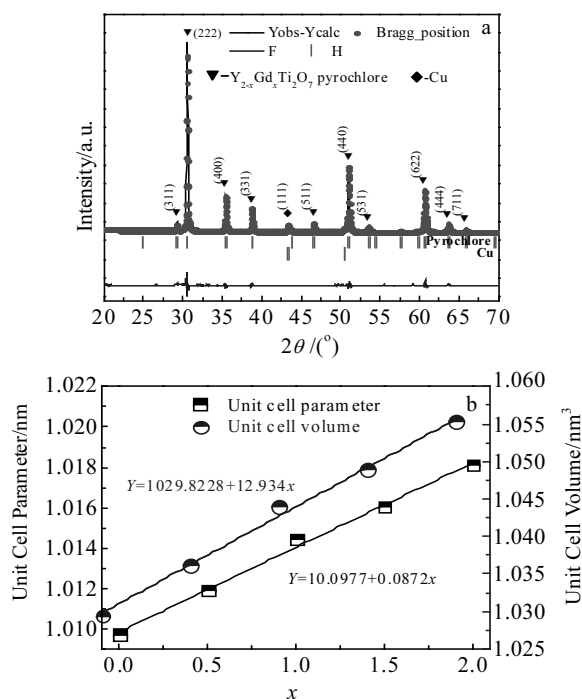 a
Yobs-Ycalc
Bragg_position
F
H
–Y2-xGdxTi2O7 pyrochlore
-Cu
(222)
(311)
(400)
(331)
(111)
(511)
(440)
(531)
(622)
(444)
(711)
Pyrochlore
Cu
Intensity/a.u.
20 25 30 35 40 45 50 55 60 65 70
2θ /(°)
b
Unit cell parameter
Unit cell volume
Y=1029.8228+12.934x
Y=10.0977+0.0872x
Unit Cell Parameter/nm
1.022
1.020
1.018
1.016
1.014
1.012
1.010
Unit Cell Volume/nm³
1.060
1.055
1.050
1.045
1.040
1.035
1.030
1.025
0.0 0.5 1.0 1.5 2.0
x